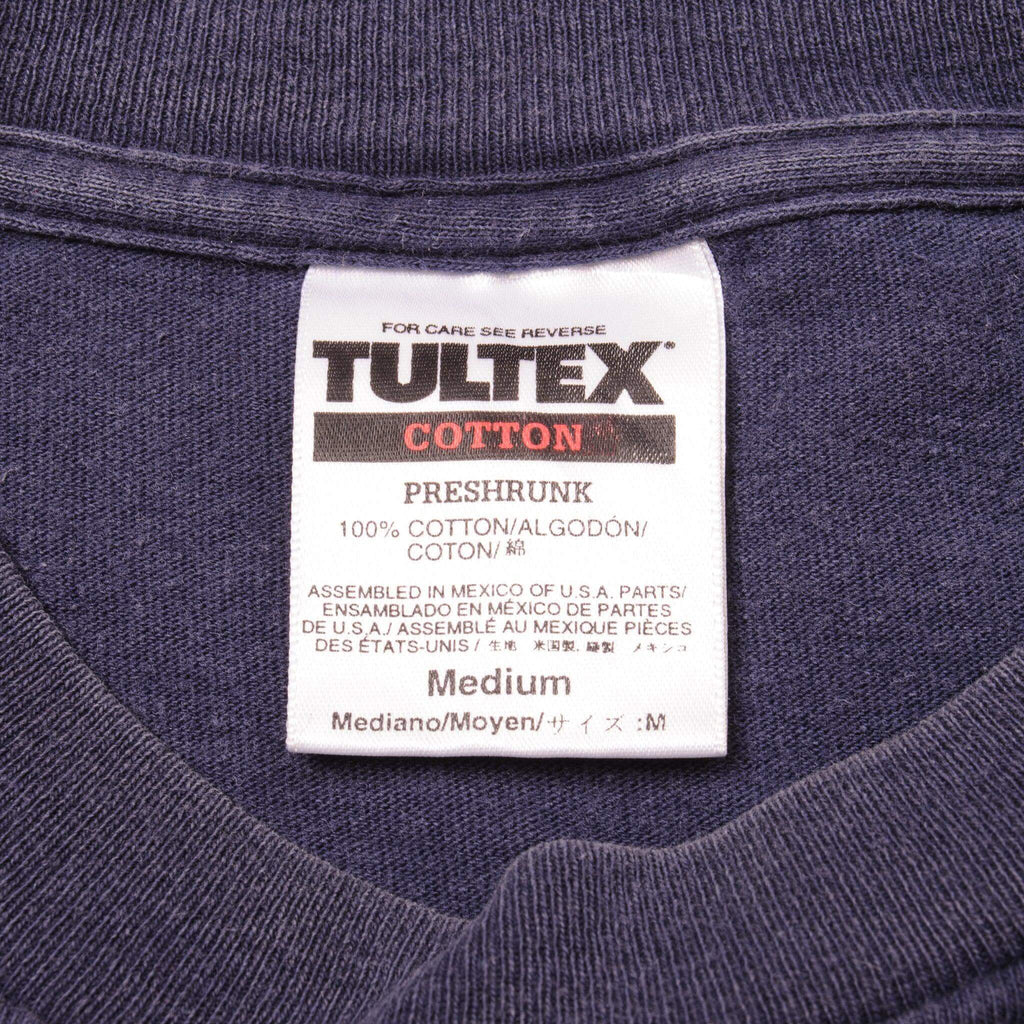 FOR CARE SEE REVERSE
TULTEX®
COTTON
PRESHRUNK
100% COTTON/ALGODÓN/
COTON/ 綿
ASSEMBLED IN MEXICO OF U.S.A. PARTS/
ENSAMBLADO EN MÉXICO DE PARTES
DE U.S.A./ ASSEMBLÉ AU MEXIQUE PIÈCES
DES ÉTATS-UNIS / 生地 米国製, 縫製 メキシコ
Medium
Mediano/Moyen/サイズ :M